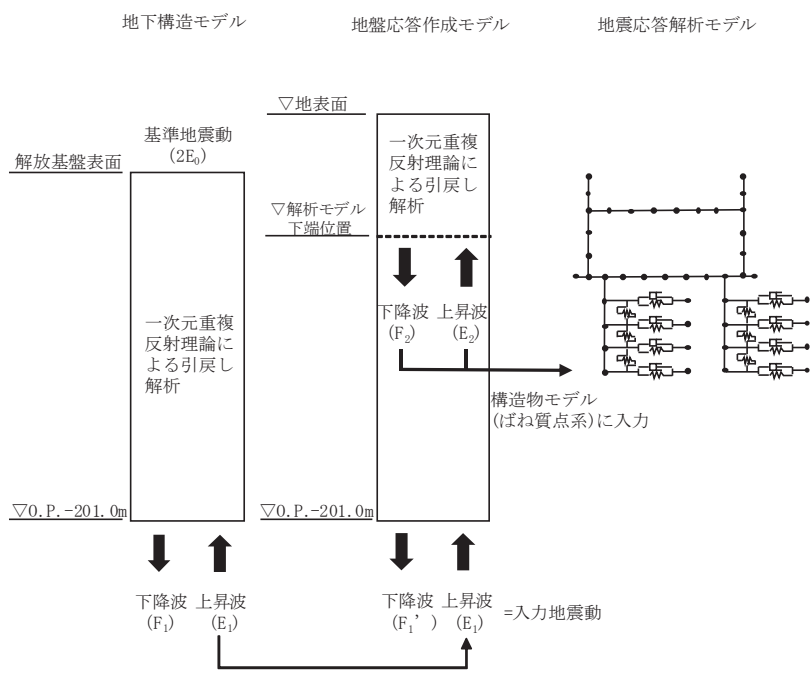 地下構造モデル
地盤応答作成モデル
地震応答解析モデル
基準地震動
(2E₀)
解放基盤表面
一次元重複
反射理論に
よる引戻し
解析
▽O.P.-201.0m
下降波
(F₁)
上昇波
(E₁)
▽地表面
一次元重複
反射理論に
よる引戻し
解析
▽解析モデル
下端位置
下降波
(F₂)
上昇波
(E₂)
構造物モデル
(ばね質点系)に入力
▽O.P.-201.0m
下降波
(F₁’ )
上昇波
(E₁)
=入力地震動